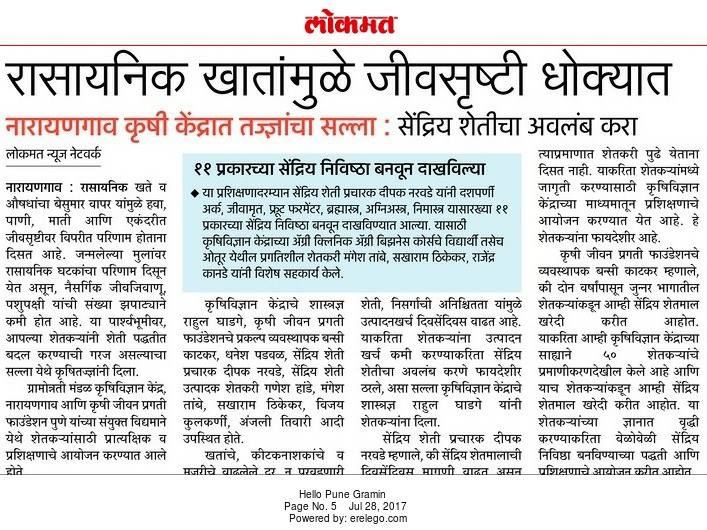 लोकमत
रासायनिक खातांमुळे जीवसृष्टी धोक्यात
नारायणगाव कृषी केंद्रात तज्ज्ञांचा सल्ला : सेंद्रिय शेतीचा अवलंब करा
लोकमत न्यूज नेटवर्क
नारायणगाव : रासायनिक खते व
औषधांचा बेसुमार वापर यांमुळे हवा,
पाणी, माती आणि एकंदरीत
जीवसृष्टीवर विपरीत परिणाम होताना
दिसत आहे. जन्मलेल्या मुलांवर
रासायनिक घटकांचा परिणाम दिसून
येत असून, नैसर्गिक जीवजिवाणू,
पशुपक्षी यांची संख्या झपाट्याने
कमी होत आहे. या पार्श्वभूमीवर,
आपल्या शेतकऱ्यांनी शेती पद्धतीत
बदल करण्याची गरज असल्याचा
सल्ला येथे कृषितज्ज्ञांनी दिला.
ग्रामोन्नती मंडळ कृषिविज्ञान केंद्र,
नारायणगाव आणि कृषी जीवन प्रगती
फाउंडेशन पुणे यांच्या संयुक्त विद्यमाने
येथे शेतकऱ्यांसाठी प्रात्यक्षिक व
प्रशिक्षणाचे आयोजन करण्यात आले
होते.
११ प्रकारच्या सेंद्रिय निविष्ठा बनवून दाखविल्या
◆ या प्रशिक्षणादरम्यान सेंद्रिय शेती प्रचारक दीपक नरवडे यांनी दशपर्णी
अर्क, जीवामृत, फ्रूट फरमेंटर, ब्रह्मास्त्र, अग्निअस्त्र, निमास्त्र यासारख्या ११
प्रकारच्या सेंद्रिय निविष्ठा बनवून दाखविण्यात आल्या. यासाठी
कृषिविज्ञान केंद्राच्या ॲग्री क्लिनिक ॲग्री बिझनेस कोर्सचे विद्यार्थी तसेच
ओतूर येथील प्रगतिशील शेतकरी मंगेश तांबे, सखाराम ठिकेकर, राजेंद्र
कानडे यांनी विशेष सहकार्य केले.
कृषिविज्ञान केंद्राचे शास्त्रज्ञ
राहुल घाडगे, कृषी जीवन प्रगती
फाउंडेशनचे प्रकल्प व्यवस्थापक बन्सी
काटकर, धनेश पडवळ, सेंद्रिय शेती
प्रचारक दीपक नरवडे, सेंद्रिय शेती
उत्पादक शेतकरी गणेश हांडे, मंगेश
तांबे, सखाराम ठिकेकर, विजय
कुलकर्णी, अंजली तिवारी आदी
उपस्थित होते.
खतांचे, कीटकनाशकांचे व
मजुरीचे वाढलेले दर, न परवडणारी
शेती, निसर्गाची अनिश्चितता यांमुळे
उत्पादनखर्च दिवसेंदिवस वाढत आहे.
याकरिता शेतकऱ्यांना उत्पादन
खर्च कमी करण्याकरिता सेंद्रिय
शेतीचा अवलंब करणे फायदेशीर
ठरले, असा सल्ला कृषिविज्ञान केंद्राचे
शास्त्रज्ञ राहुल घाडगे यांनी
शेतकऱ्यांना दिला.
सेंद्रिय शेती प्रचारक दीपक
नरवडे म्हणाले, की सेंद्रिय शेतमालाची
दिवसेंदिवस मागणी वाढत असन
त्याप्रमाणात शेतकरी पुढे येताना
दिसत नाही. याकरिता शेतकऱ्यांमध्ये
जागृती करण्यासाठी कृषिविज्ञान
केंद्राच्या माध्यमातून प्रशिक्षणाचे
आयोजन करण्यात येत आहे. हे
शेतकऱ्यांना फायदेशीर आहे.
कृषी जीवन प्रगती फाउंडेशनचे
व्यवस्थापक बन्सी काटकर म्हणाले,
की दोन वर्षांपासून जुन्नर भागातील
शेतकऱ्यांकडून आम्ही सेंद्रिय शेतमाल
खरेदी करीत आहोत.
याकरिता आम्ही कृषिविज्ञान केंद्राच्या
साह्याने ५० शेतकऱ्यांचे
प्रमाणीकरणदेखील केले आहे आणि
याच शेतकऱ्यांकडून आम्ही सेंद्रिय
शेतमाल खरेदी करीत आहोत. या
शेतकऱ्यांच्या ज्ञानात वृद्धी
करण्याकरिता वेळोवेळी सेंद्रिय
निविष्ठा बनविण्याच्या पद्धती आणि
प्रशिक्षणाचे आयोजन करीत आहोत.
Hello Pune Gramin
Page No. 5 Jul 28, 2017
Powered by: erelego.com